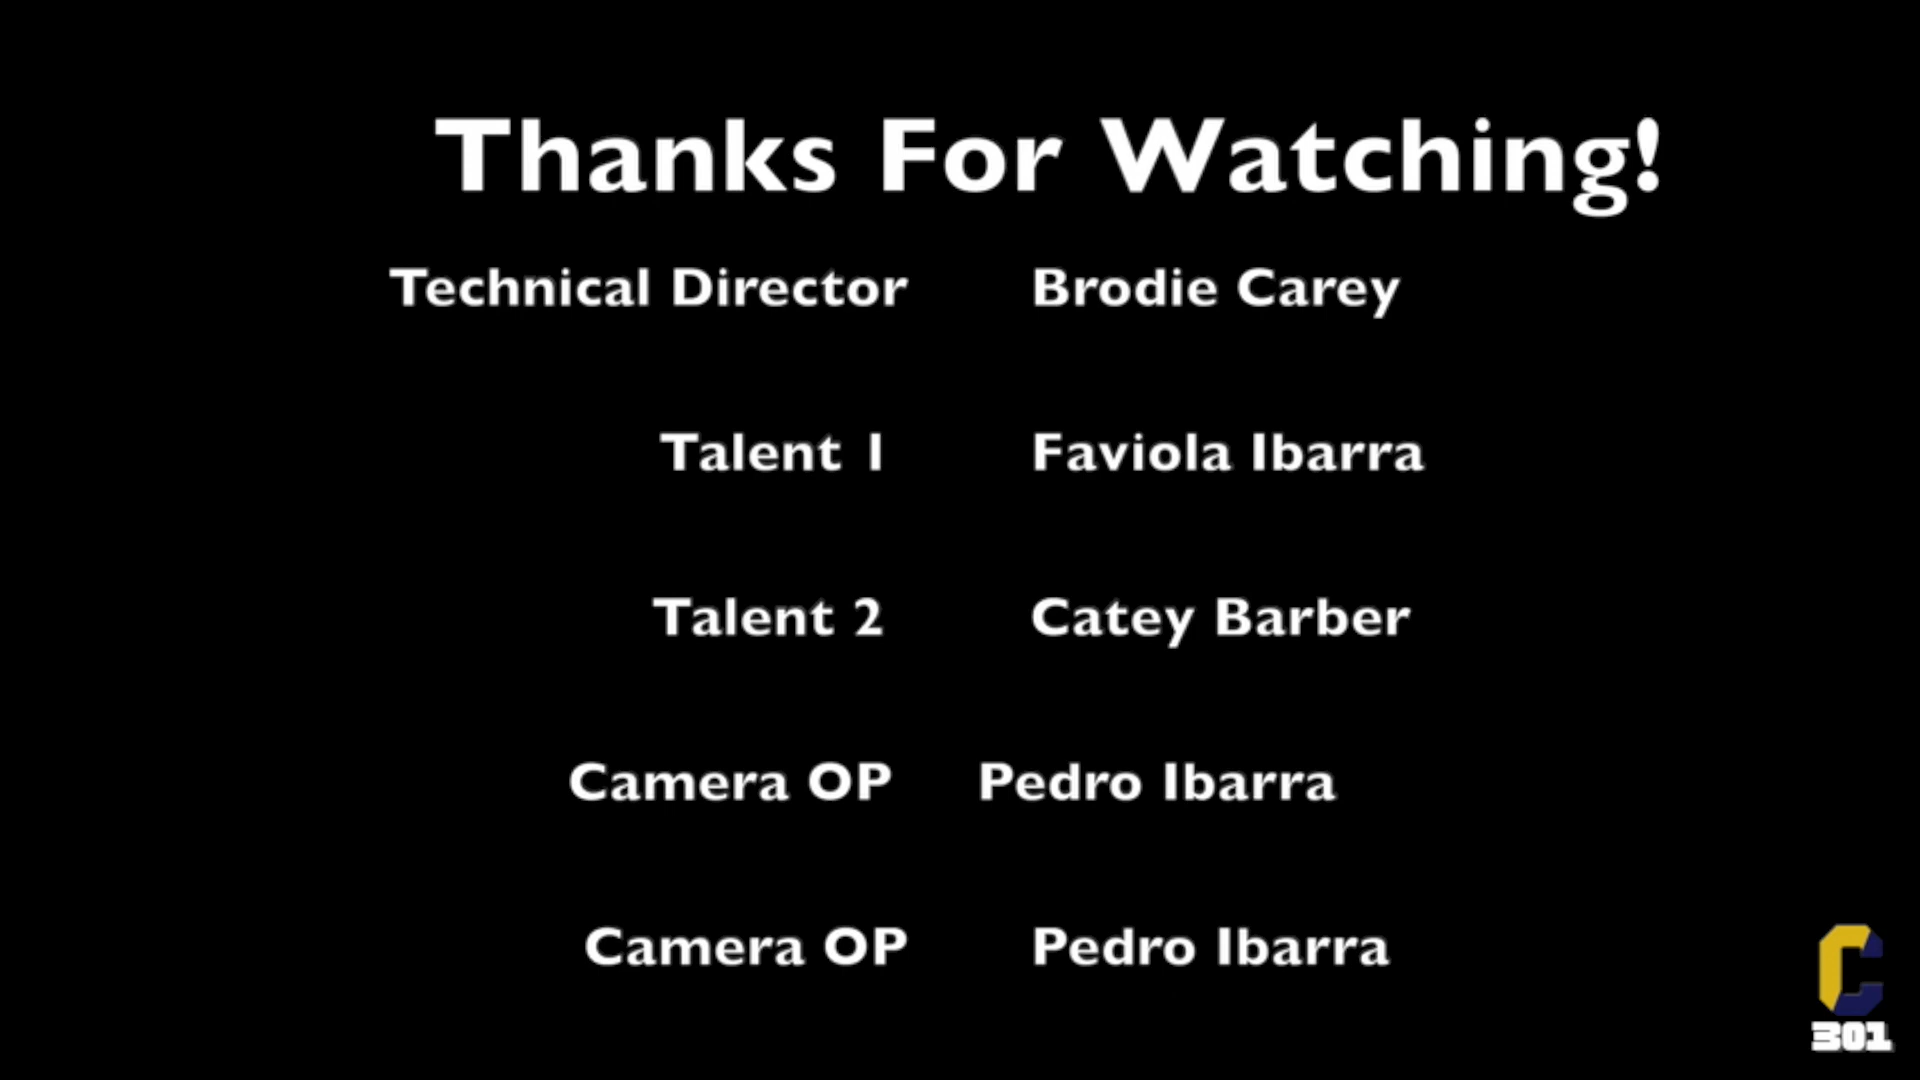 Thanks For Watching!
Technical Director Brodie Carey
Talent 1 Faviola Ibarra
Talent 2 Catey Barber
Camera OP Pedro Ibarra
Camera OP Pedro Ibarra
C
301